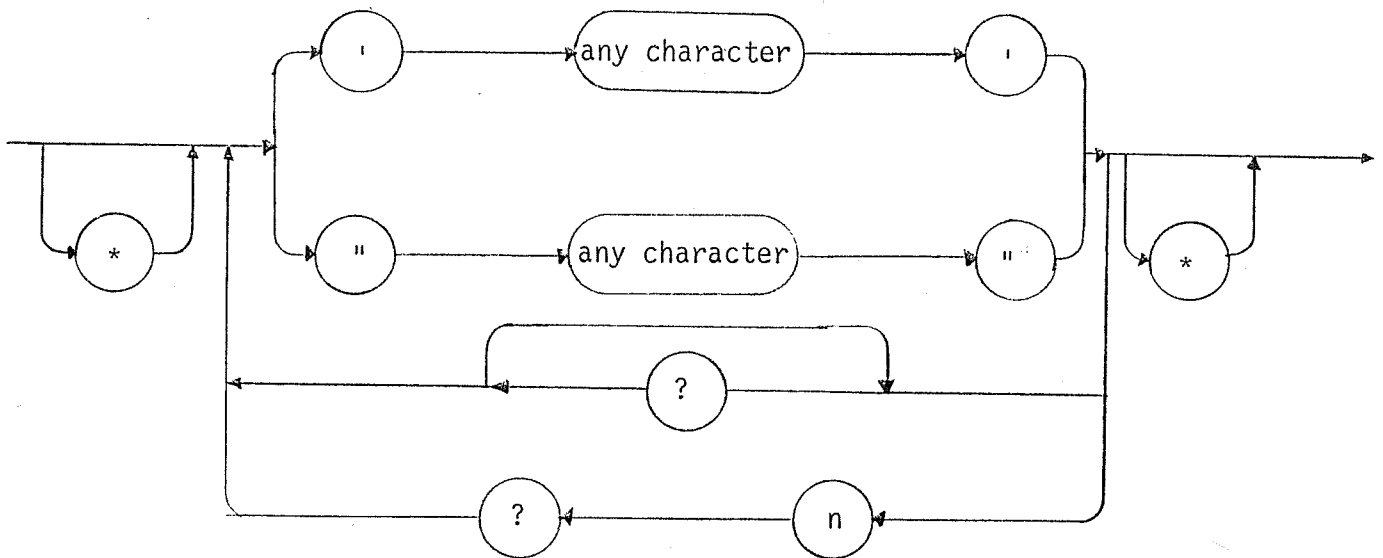 ' any character '
* " any character " *
?
? n